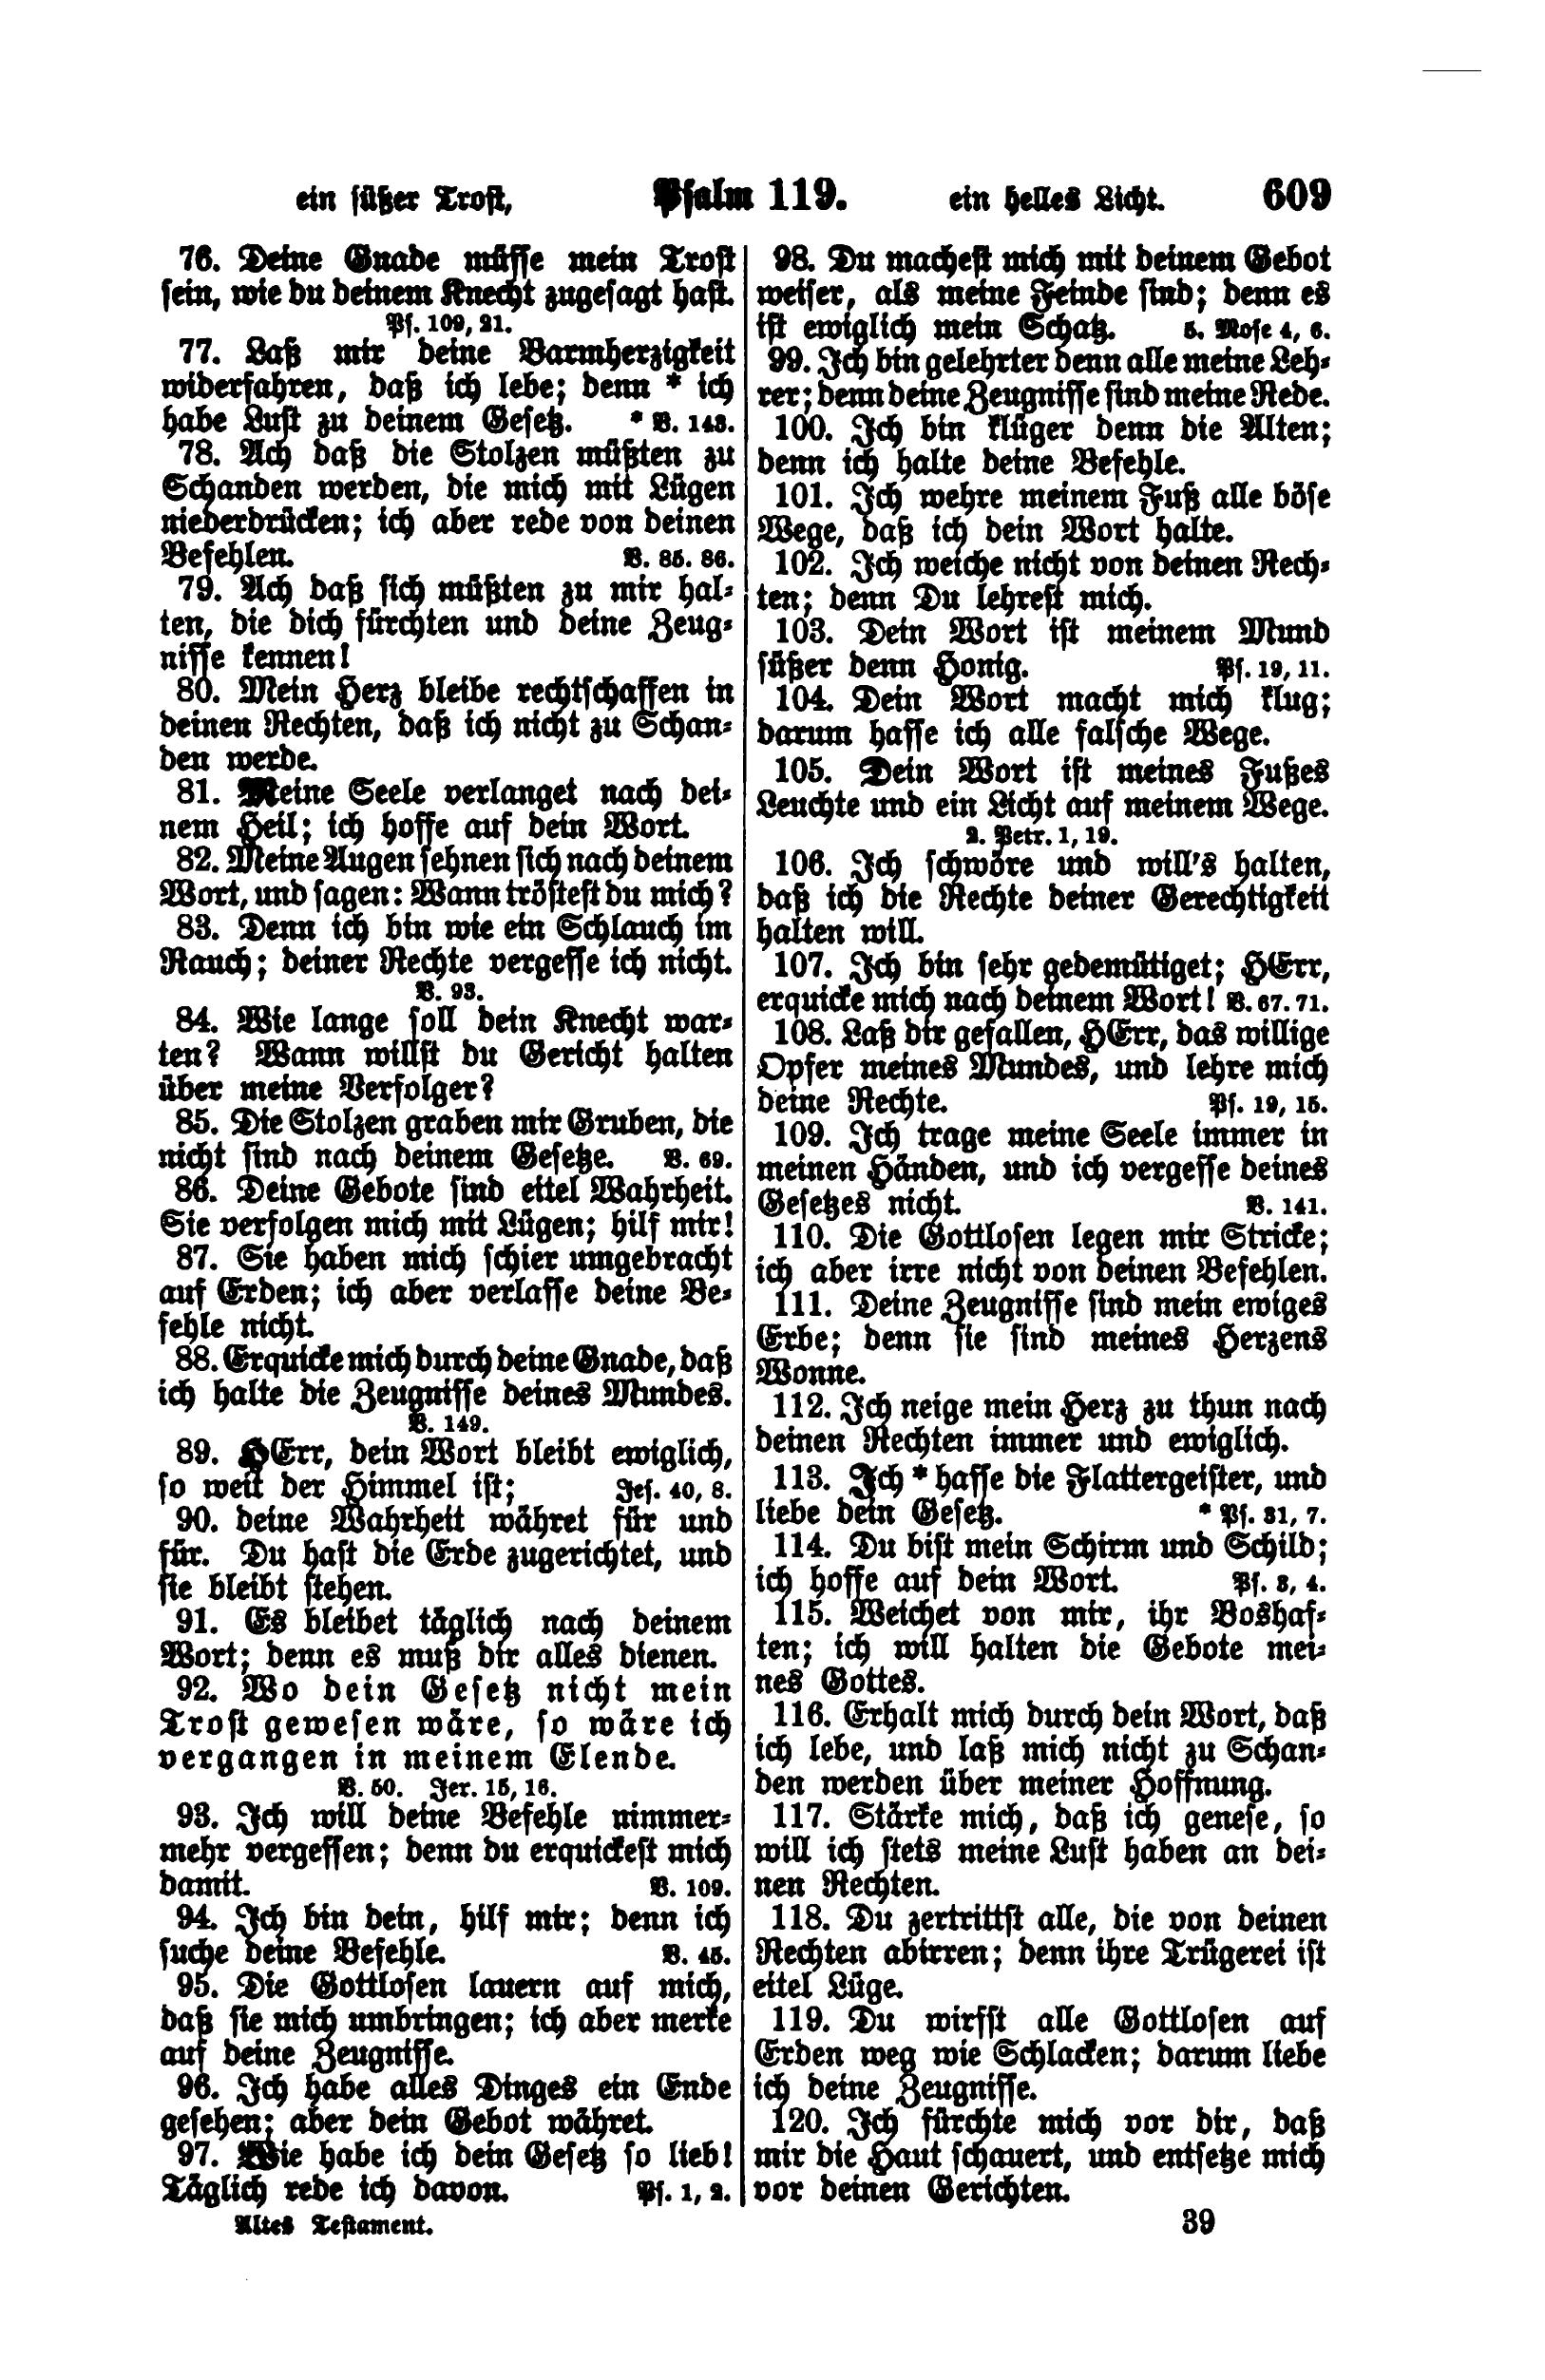 ein süßer Trost, Psalm 119. ein helles Licht. 609
76. Deine Gnade müsse mein Trost
sein, wie du deinem Knecht zugesagt hast.
Ps. 109, 21.
77. Laß mir deine Barmherzigkeit
widerfahren, daß ich lebe; denn * ich
habe Lust zu deinem Gesetz. * V. 143.
78. Ach daß die Stolzen müßten zu
Schanden werden, die mich mit Lügen
niederdrücken; ich aber rede von deinen
Befehlen. V. 85. 86.
79. Ach daß sich müßten zu mir hal-
ten, die dich fürchten und deine Zeug-
nisse kennen!
80. Mein Herz bleibe rechtschaffen in
deinen Rechten, daß ich nicht zu Schan-
den werde.
81. Meine Seele verlanget nach dei-
nem Heil; ich hoffe auf dein Wort.
82. Meine Augen sehnen sich nach deinem
Wort, und sagen: Wann tröstest du mich?
83. Denn ich bin wie ein Schlauch im
Rauch; deiner Rechte vergesse ich nicht.
V. 93.
84. Wie lange soll dein Knecht war-
ten? Wann willst du Gericht halten
über meine Verfolger?
85. Die Stolzen graben mir Gruben, die
nicht sind nach deinem Gesetze. V. 69.
86. Deine Gebote sind eitel Wahrheit.
Sie verfolgen mich mit Lügen; hilf mir!
87. Sie haben mich schier umgebracht
auf Erden; ich aber verlasse deine Be-
fehle nicht.
88. Erquicke mich durch deine Gnade, daß
ich halte die Zeugnisse deines Mundes.
V. 149.
89. HErr, dein Wort bleibt ewiglich,
so weit der Himmel ist; Jes. 40, 8.
90. deine Wahrheit währet für und
für. Du hast die Erde zugerichtet, und
sie bleibt stehen.
91. Es bleibet täglich nach deinem
Wort; denn es muß dir alles dienen.
92. Wo dein Gesetz nicht mein
Trost gewesen wäre, so wäre ich
vergangen in meinem Elende.
V. 50. Jer. 15, 16.
93. Ich will deine Befehle nimmer-
mehr vergessen; denn du erquickest mich
damit. V. 109.
94. Ich bin dein, hilf mir; denn ich
suche deine Befehle. V. 45.
95. Die Gottlosen lauern auf mich,
daß sie mich umbringen; ich aber merke
auf deine Zeugnisse.
96. Ich habe alles Dinges ein Ende
gesehen; aber dein Gebot währet.
97. Wie habe ich dein Gesetz so lieb!
Täglich rede ich davon. Ps. 1, 2.
98. Du machest mich mit deinem Gebot
weiser, als meine Feinde sind; denn es
ist ewiglich mein Schatz. 5. Mose 4, 6.
99. Ich bin gelehrter denn alle meine Leh-
rer; denn deine Zeugnisse sind meine Rede.
100. Ich bin klüger denn die Alten;
denn ich halte deine Befehle.
101. Ich wehre meinem Fuß alle böse
Wege, daß ich dein Wort halte.
102. Ich weiche nicht von deinen Rech-
ten; denn Du lehrest mich.
103. Dein Wort ist meinem Mund
süßer denn Honig. Ps. 19, 11.
104. Dein Wort macht mich klug;
darum hasse ich alle falsche Wege.
105. Dein Wort ist meines Fußes
Leuchte und ein Licht auf meinem Wege.
2. Petr. 1, 19.
106. Ich schwöre und will's halten,
daß ich die Rechte deiner Gerechtigkeit
halten will.
107. Ich bin sehr gedemütiget; HErr,
erquicke mich nach deinem Wort! V. 67. 71.
108. Laß dir gefallen, HErr, das willige
Opfer meines Mundes, und lehre mich
deine Rechte. Ps. 19, 15.
109. Ich trage meine Seele immer in
meinen Händen, und ich vergesse deines
Gesetzes nicht. V. 141.
110. Die Gottlosen legen mir Stricke;
ich aber irre nicht von deinen Befehlen.
111. Deine Zeugnisse sind mein ewiges
Erbe; denn sie sind meines Herzens
Wonne.
112. Ich neige mein Herz zu thun nach
deinen Rechten immer und ewiglich.
113. Ich * hasse die Flattergeister, und
liebe dein Gesetz. * Ps. 31, 7.
114. Du bist mein Schirm und Schild;
ich hoffe auf dein Wort. Ps. 3, 4.
115. Weichet von mir, ihr Boshaf-
ten; ich will halten die Gebote mei-
nes Gottes.
116. Erhalt mich durch dein Wort, daß
ich lebe, und laß mich nicht zu Schan-
den werden über meiner Hoffnung.
117. Stärke mich, daß ich genese, so
will ich stets meine Lust haben an dei-
nen Rechten.
118. Du zertrittst alle, die von deinen
Rechten abirren; denn ihre Trügerei ist
eitel Lüge.
119. Du wirfst alle Gottlosen auf
Erden weg wie Schlacken; darum liebe
ich deine Zeugnisse.
120. Ich fürchte mich vor dir, daß
mir die Haut schauert, und entsetze mich
vor deinen Gerichten.
Altes Testament. 39